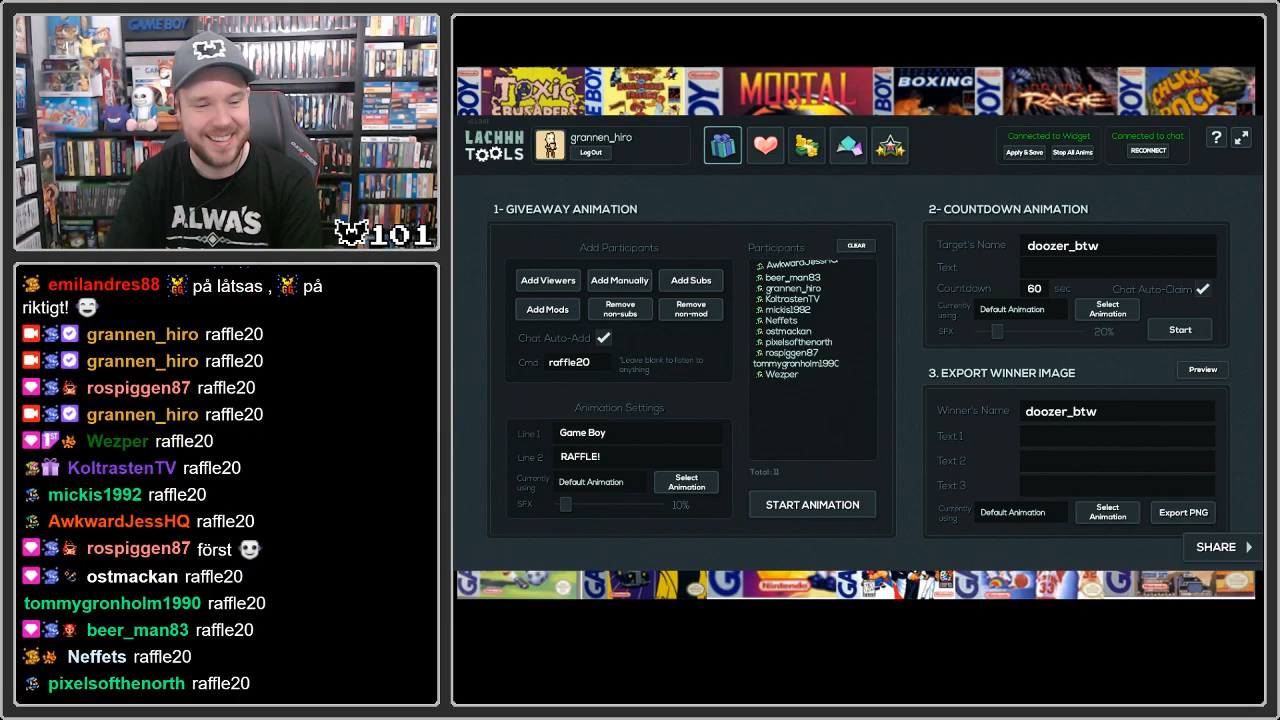 GAME BOY
ALWA'S
101
emilandres88 på låtsas , på
riktigt!
grannen_hiro raffle20
grannen_hiro raffle20
rospiggen87 raffle20
grannen_hiro raffle20
Wezper raffle20
KoltrastenTV raffle20
mickis1992 raffle20
AwkwardJessHQ raffle20
rospiggen87 först
ostmackan raffle20
tommygronholm1990 raffle20
beer_man83 raffle20
Neffets raffle20
pixelsofthenorth raffle20
TOXIC
CRUSADERS
MORTAL
BOXING
RAGE
CHUCK
ROCK
LACHHH
TOOLS
grannen_hiro
Log Out
Connected to Widget
Apply & Save
Stop All Anims
Connected to chat
RECONNECT
?
1- GIVEAWAY ANIMATION
Add Participants
Add Viewers
Add Manually
Add Subs
Add Mods
Remove
non-subs
Remove
non-mod
Chat Auto-Add
Cmd raffle20
*Leave blank to listen to
anything
Animation Settings
Line 1 Game Boy
Line 2 RAFFLE!
Currently
using
Default Animation
Select
Animation
SFX 10%
Participants
CLEAR
AwkwardJessHQ
beer_man83
grannen_hiro
KoltrastenTV
mickis1992
Neffets
ostmackan
pixelsofthenorth
rospiggen87
tommygronholm1990
Wezper
Total : 11
START ANIMATION
2- COUNTDOWN ANIMATION
Target's Name doozer_btw
Text
Countdown 60 sec
Chat Auto-Claim
Currently
using
Default Animation
Select
Animation
SFX 20%
Start
3. EXPORT WINNER IMAGE
Preview
Winner's Name doozer_btw
Text 1
Text 2
Text 3
Currently
using
Default Animation
Select
Animation
Export PNG
SHARE
Nintendo